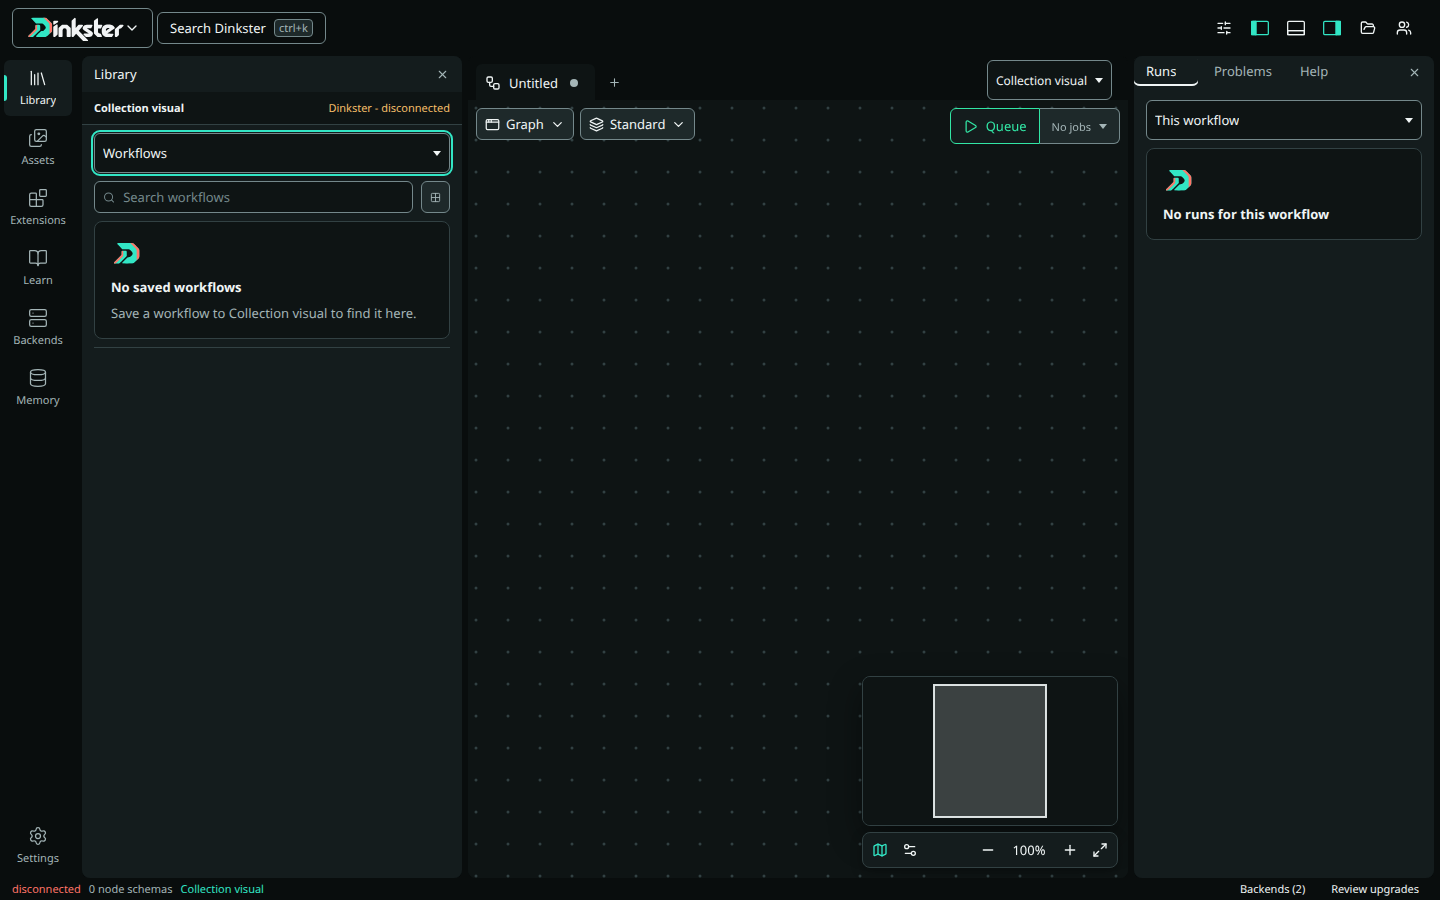 Dinkster
Search Dinkster ctrl+k
Library
Assets
Extensions
Learn
Backends
Memory
Settings
Library
Collection visual
Dinkster - disconnected
Workflows
Search workflows
No saved workflows
Save a workflow to Collection visual to find it here.
Untitled
Collection visual
Graph
Standard
Queue
No jobs
100%
Runs
Problems
Help
This workflow
No runs for this workflow
disconnected
0 node schemas
Collection visual
Backends (2)
Review upgrades